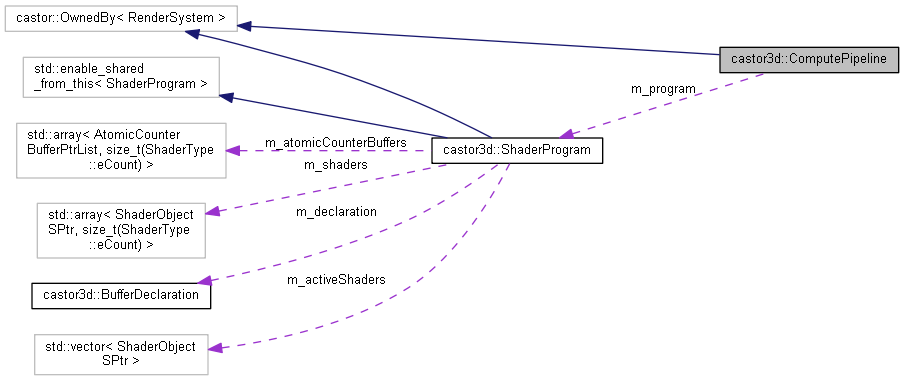 castor::OwnedBy< RenderSystem >
castor3d::ComputePipeline
std::enable_shared
_from_this< ShaderProgram >
m_program
std::array< AtomicCounter
BufferPtrList, size_t(ShaderType
::eCount) >
m_atomicCounterBuffers
castor3d::ShaderProgram
m_shaders
std::array< ShaderObject
SPtr, size_t(ShaderType
::eCount) >
m_declaration
castor3d::BufferDeclaration
m_activeShaders
std::vector< ShaderObject
SPtr >